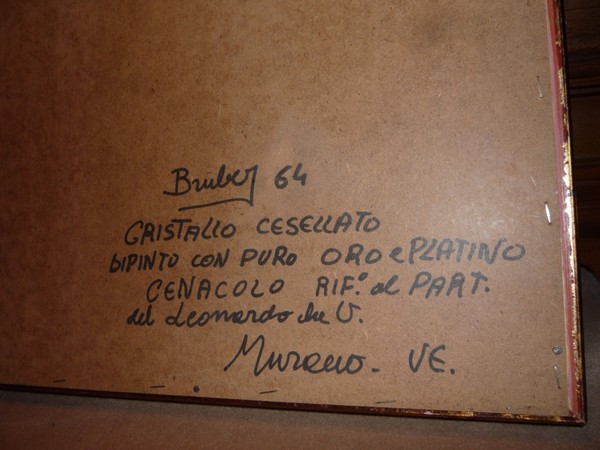 Bruber 64
CRISTALLO CESELLATO
DIPINTO CON PURO ORO e PLATINO
CENACOLO RIF.° al PART.
del Leonardo da V.
Murano. VE.